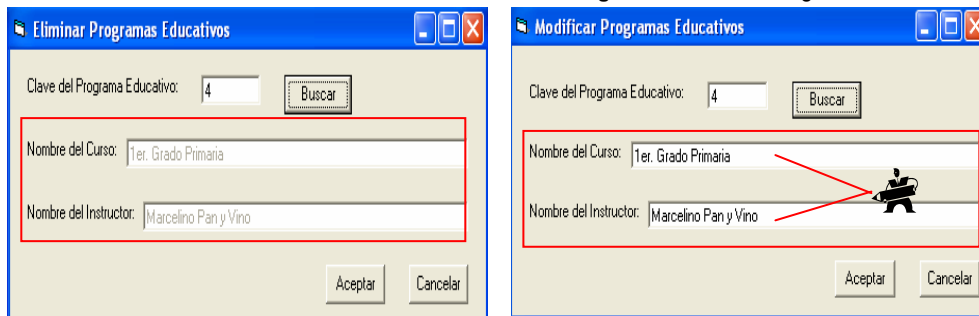 Eliminar Programas Educativos
Clave del Programa Educativo: 4 Buscar
Nombre del Curso: 1er. Grado Primaria
Nombre del Instructor: Marcelino Pan y Vino
Aceptar Cancelar
Modificar Programas Educativos
Clave del Programa Educativo: 4 Buscar
Nombre del Curso: 1er. Grado Primaria
Nombre del Instructor: Marcelino Pan y Vino
Aceptar Cancelar